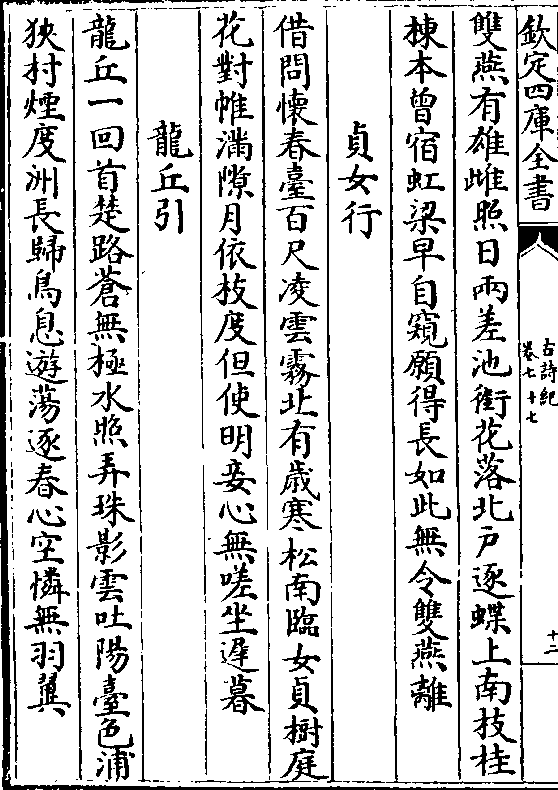 欽定四庫全書
古詩紀
卷七十七
十二
雙燕有雄雌照日兩差池銜花落北戶逐蝶上南枝桂
棟本曾宿虹梁早自窺願得長如此無令雙燕離
貞女行
借問懷春臺百尺凌雲霧北有歲寒松南臨女貞樹庭
花對帷滿隙月依枝度但使明妾心無嗟坐遲暮
龍丘引
龍丘一回首楚路蒼無極水照弄珠影雲吐陽臺色浦
狹村煙度洲長歸鳥息遊蕩逐春心空憐無羽翼